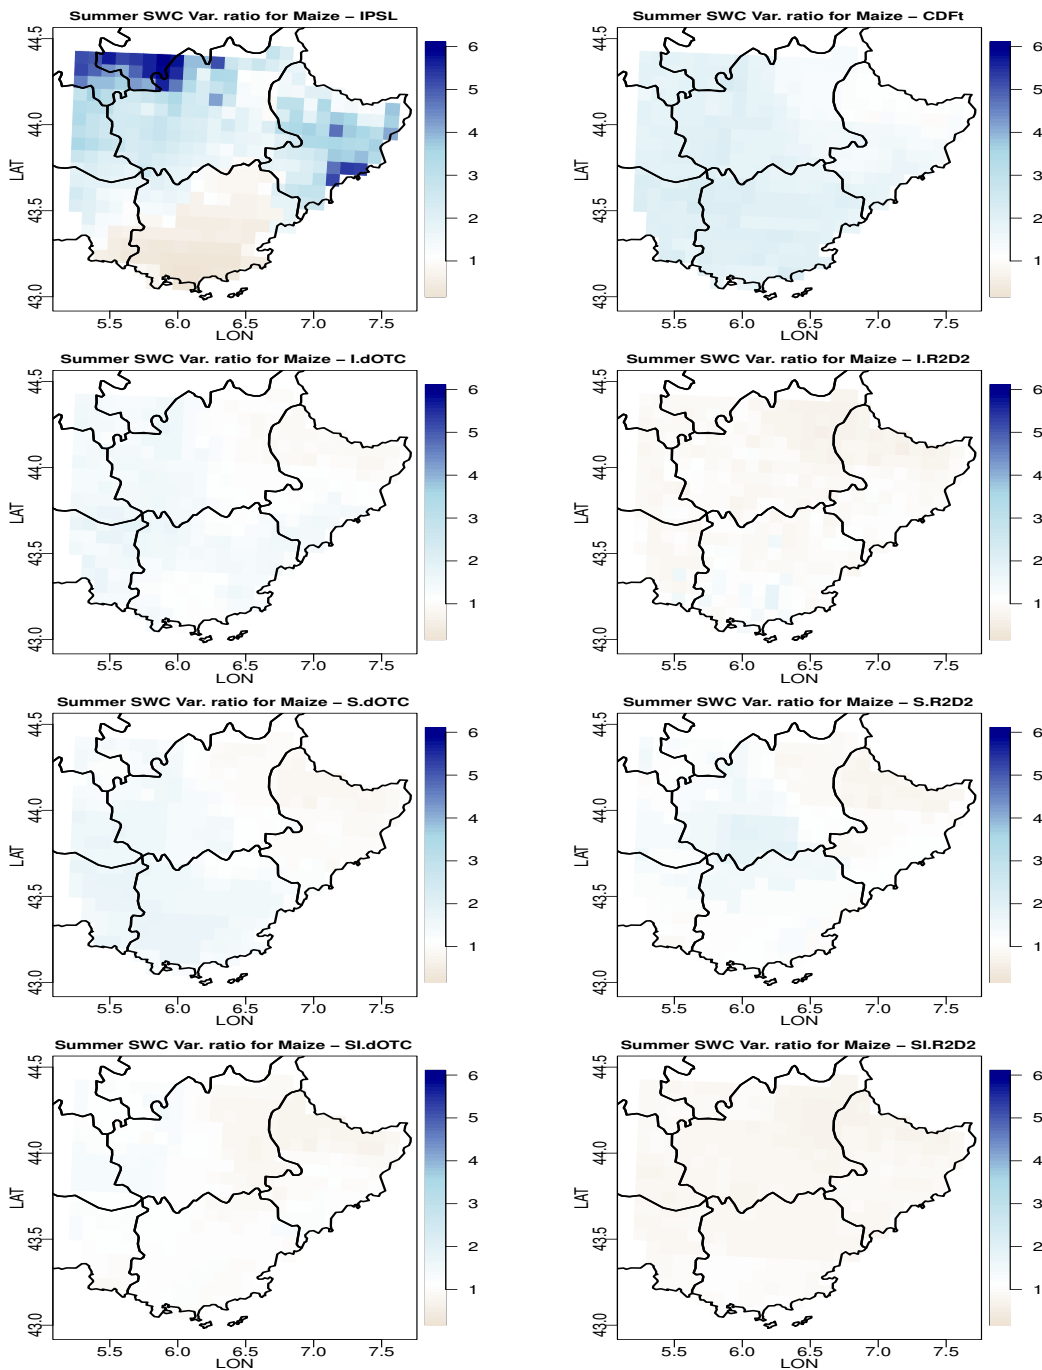 Summer SWC Var. ratio for Maize – IPSL
LAT
44.5
44.0
43.5
43.0
5.5 6.0 6.5 7.0 7.5
LON
6
5
4
3
2
1
Summer SWC Var. ratio for Maize – CDFt
LAT
44.5
44.0
43.5
43.0
5.5 6.0 6.5 7.0 7.5
LON
6
5
4
3
2
1
Summer SWC Var. ratio for Maize – I.dOTC
LAT
44.5
44.0
43.5
43.0
5.5 6.0 6.5 7.0 7.5
LON
6
5
4
3
2
1
Summer SWC Var. ratio for Maize – I.R2D2
LAT
44.5
44.0
43.5
43.0
5.5 6.0 6.5 7.0 7.5
LON
6
5
4
3
2
1
Summer SWC Var. ratio for Maize – S.dOTC
LAT
44.5
44.0
43.5
43.0
5.5 6.0 6.5 7.0 7.5
LON
6
5
4
3
2
1
Summer SWC Var. ratio for Maize – S.R2D2
LAT
44.5
44.0
43.5
43.0
5.5 6.0 6.5 7.0 7.5
LON
6
5
4
3
2
1
Summer SWC Var. ratio for Maize – SI.dOTC
LAT
44.5
44.0
43.5
43.0
5.5 6.0 6.5 7.0 7.5
LON
6
5
4
3
2
1
Summer SWC Var. ratio for Maize – SI.R2D2
LAT
44.5
44.0
43.5
43.0
5.5 6.0 6.5 7.0 7.5
LON
6
5
4
3
2
1